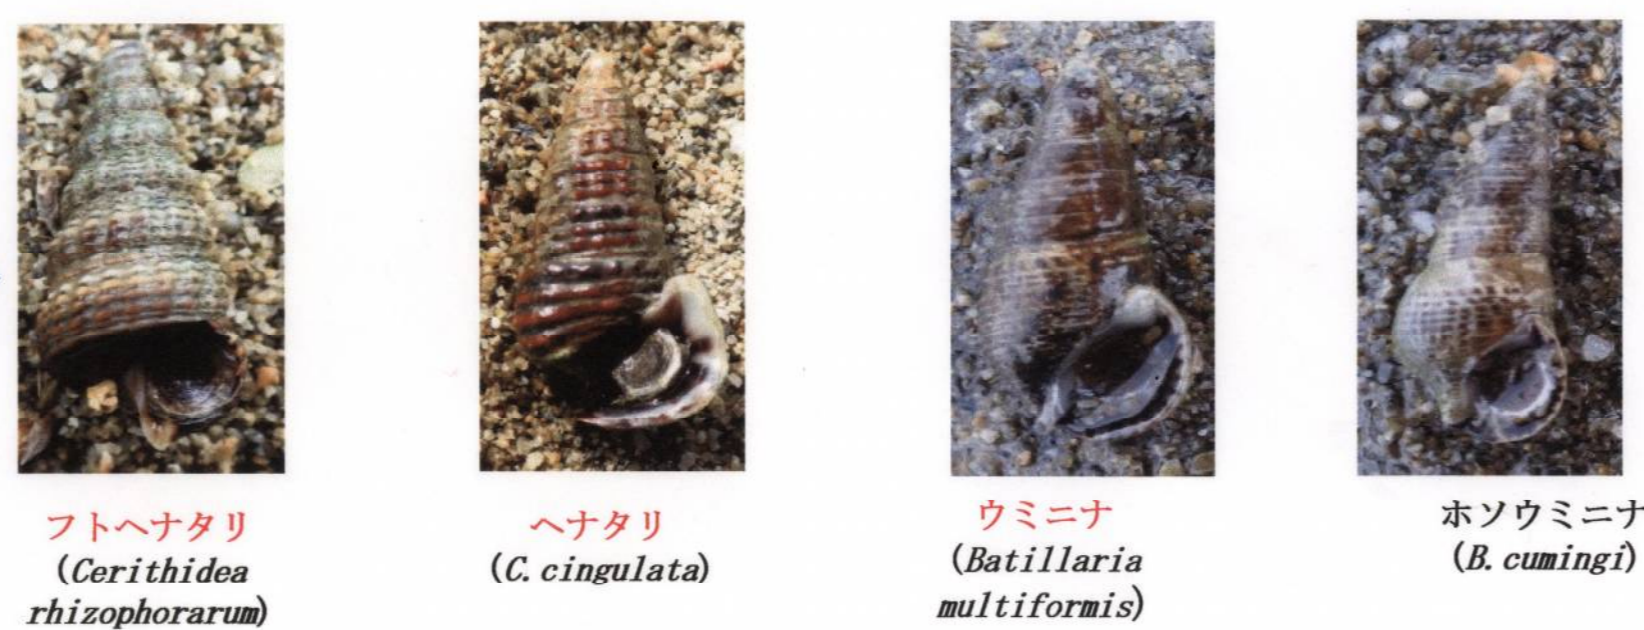 フトヘナタリ
(Cerithidea
rhizophorarum)
ヘナタリ
(C.cingulata)
ウミニナ
(Batillaria
multiformis)
ホソウミニナ
(B.cumingi)